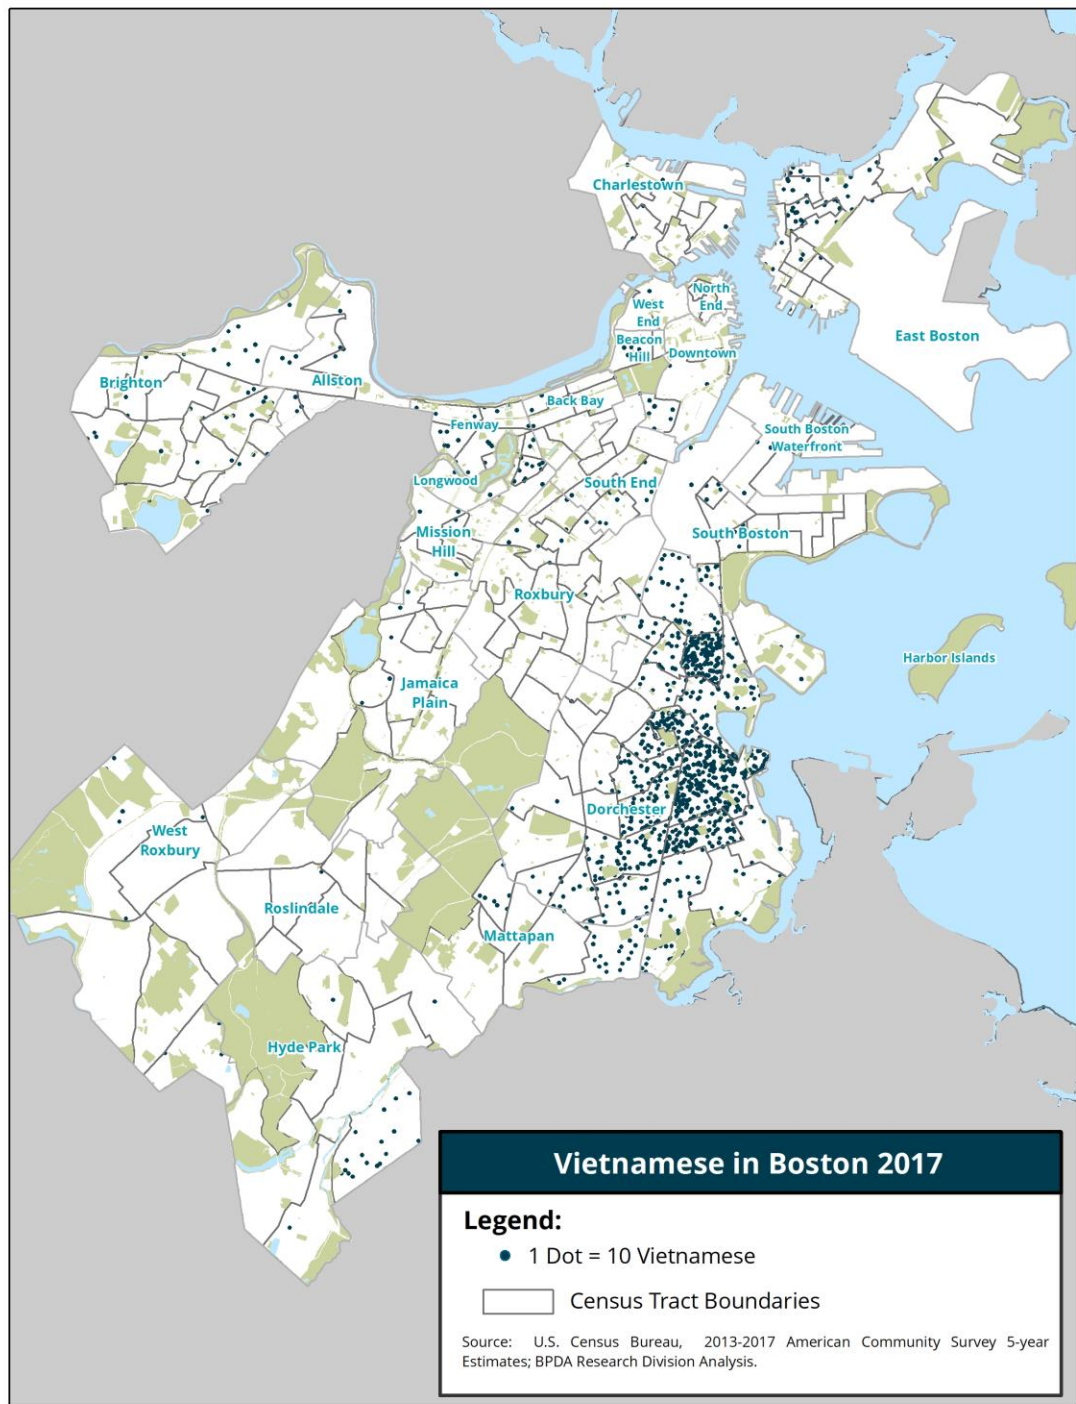 Charlestown
North
End
West
End
Beacon
Hill
Downtown
East Boston
Brighton
Allston
Back Bay
Fenway
South Boston
Waterfront
Longwood
South End
Mission
Hill
South Boston
Roxbury
Harbor Islands
Jamaica
Plain
Dorchester
West
Roxbury
Roslindale
Mattapan
Hyde Park
Vietnamese in Boston 2017
Legend:
1 Dot = 10 Vietnamese
Census Tract Boundaries
Source: U.S. Census Bureau, 2013-2017 American Community Survey 5-year
Estimates; BPDA Research Division Analysis.